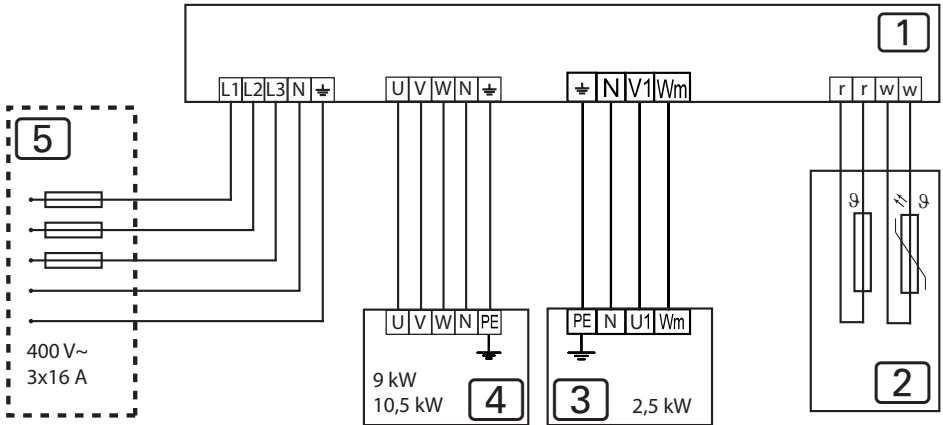 1
L1 L2 L3 N ⏚
U V W N ⏚
⏚ N V1 Wm
r r w w
5
ϑ
ϑ
400 V~
3x16 A
U V W N PE
9 kW
10,5 kW
4
PE N U1 Wm
3
2,5 kW
2